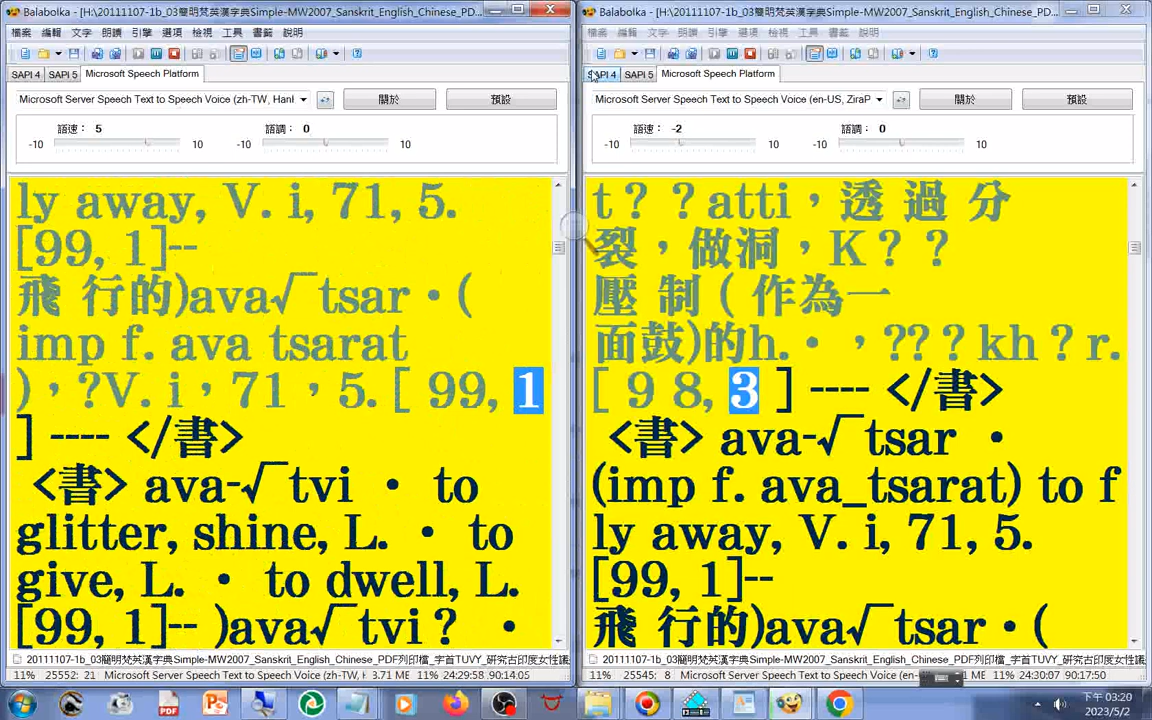 Balabolka - [H:\20111107-1b_03簡明梵英漢字典Simple-MW2007_Sanskrit_English_Chinese_PD...
檔案 編輯 文字 朗讀 引擎 選項 檢視 工具 書籤 說明
SAPI 4 SAPI 5 Microsoft Speech Platform
Microsoft Server Speech Text to Speech Voice (zh-TW, Hanl
關於 預設
語速： 5 語調： 0
-10 10 -10 10
ly away, V. i, 71, 5.
[99, 1]--
飛 行的)ava√￣tsar・(
imp f. ava tsarat
)，?V. i，71，5. [ 99, 1
] ---- </書>
<書> ava-√￣tvi ・ to
glitter, shine, L. ・ to
give, L. ・ to dwell, L.
[99, 1]-- )ava√￣tvi？ ・
20111107-1b_03簡明梵英漢字典Simple-MW2007_Sanskrit_English_Chinese_PDF列印檔_字首TUVY_研究古印度女性議
11% 25552: 21 Microsoft Server Speech Text to Speech Voice (zh-TW, H 3.71 ME 11% 24:29:58 90:14:05
Balabolka - [H:\20111107-1b_03簡明梵英漢字典Simple-MW2007_Sanskrit_English_Chinese_PD...
檔案 編輯 文字 朗讀 引擎 選項 檢視 工具 書籤 說明
SAPI 4 SAPI 5 Microsoft Speech Platform
Microsoft Server Speech Text to Speech Voice (en-US, ZiraP
關於 預設
語速： -2 語調： 0
-10 10 -10 10
t？？atti，透 過 分
裂，做洞，K？？
壓 制 ( 作為一
面鼓)的h.・，??？kh？r.
[ 9 8, 3 ] ---- </書>
<書> ava-√￣tsar ・
(imp f. ava_tsarat) to f
ly away, V. i, 71, 5.
[99, 1]--
飛 行的)ava√￣tsar・(
20111107-1b_03簡明梵英漢字典Simple-MW2007_Sanskrit_English_Chinese_PDF列印檔_字首TUVY_研究古印度女性議
11% 25545: 8 Microsoft Server Speech Text to Speech Voice (en- ME 11% 24:30:07 90:17:50
下午 03:20
2023/5/2